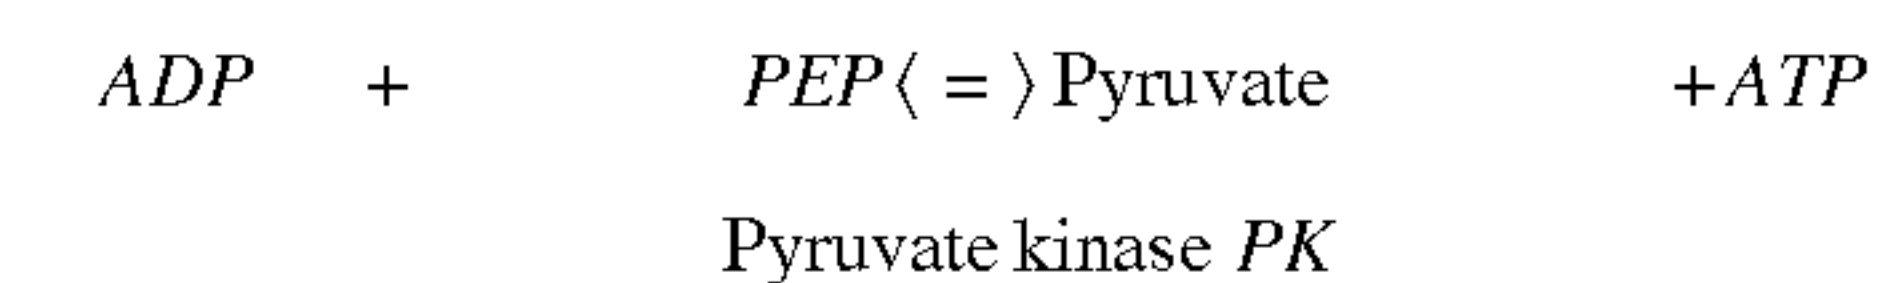 ADP + PEP⟨ = ⟩Pyruvate +ATP
Pyruvate kinase PK